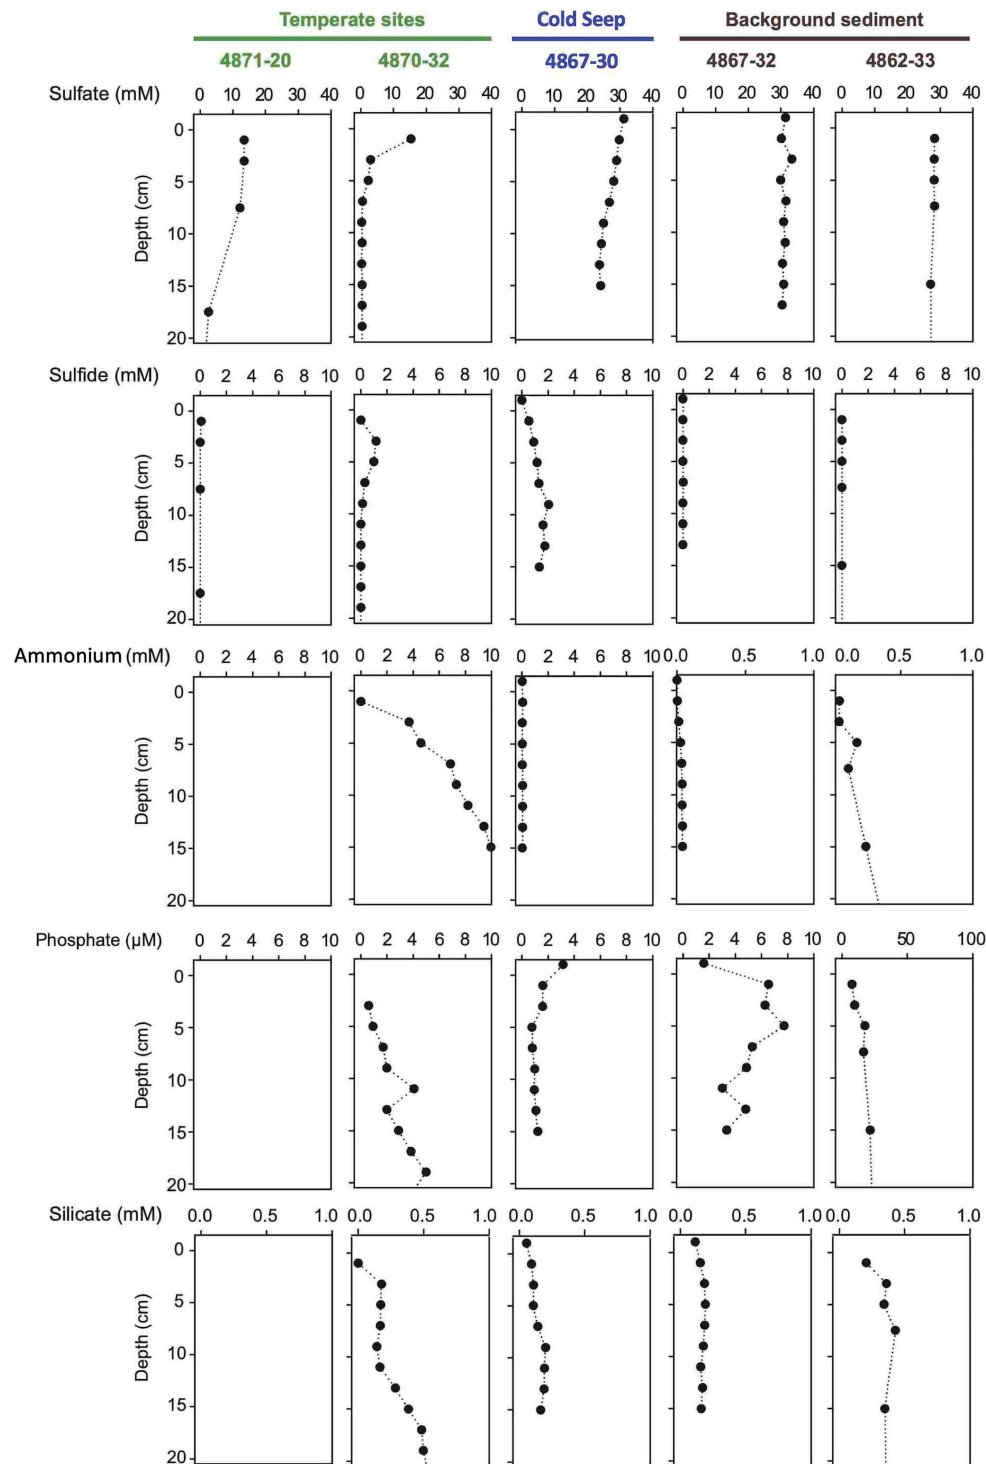 Temperate sites Cold Seep Background sediment
4871-20 4870-32 4867-30 4867-32 4862-33
Sulfate (mM) 0 10 20 30 40 0 10 20 30 40 0 10 20 30 40 0 10 20 30 40 0 10 20 30 40
0
5
10
15
20
Depth (cm)
Sulfide (mM) 0 2 4 6 8 10 0 2 4 6 8 10 0 2 4 6 8 10 0 2 4 6 8 10 0 2 4 6 8 10
0
5
10
15
20
Depth (cm)
Ammonium (mM) 0 2 4 6 8 10 0 2 4 6 8 10 0 2 4 6 8 10 0.0 0.5 1.0 0.0 0.5 1.0
0
5
10
15
20
Depth (cm)
Phosphate (µM) 0 2 4 6 8 10 0 2 4 6 8 10 0 2 4 6 8 10 0 2 4 6 8 10 0 50 100
0
5
10
15
20
Depth (cm)
Silicate (mM) 0.0 0.5 1.0 0.0 0.5 1.0 0.0 0.5 1.0 0.0 0.5 1.0 0.0 0.5 1.0
0
5
10
15
20
Depth (cm)